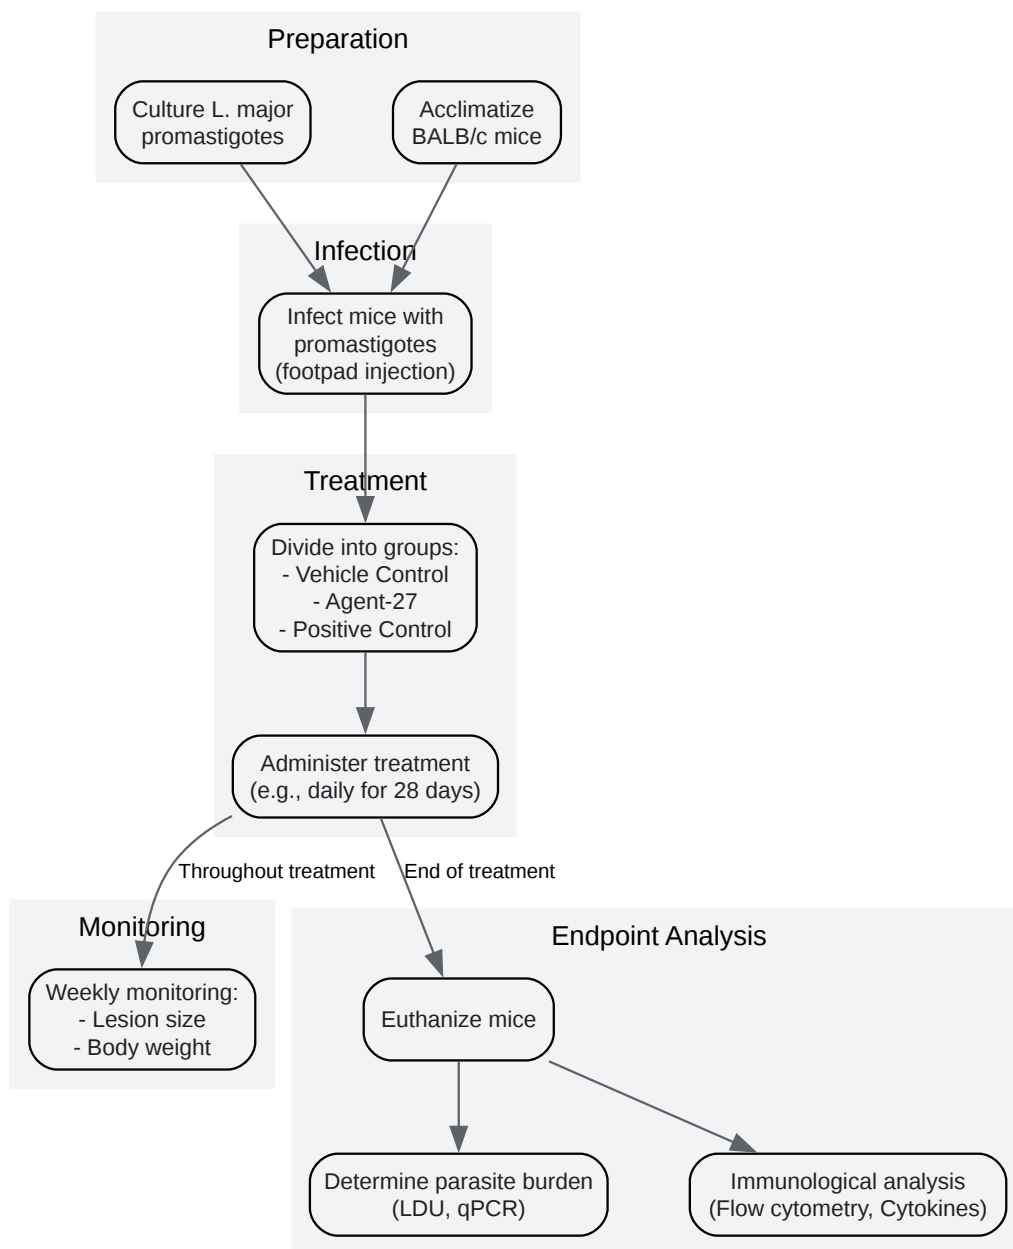 Preparation
Culture L. major
promastigotes
Acclimatize
BALB/c mice
Infection
Infect mice with
promastigotes
(footpad injection)
Treatment
Divide into groups:
- Vehicle Control
- Agent-27
- Positive Control
Administer treatment
(e.g., daily for 28 days)
Throughout treatment
End of treatment
Monitoring
Weekly monitoring:
- Lesion size
- Body weight
Endpoint Analysis
Euthanize mice
Determine parasite burden
(LDU, qPCR)
Immunological analysis
(Flow cytometry, Cytokines)